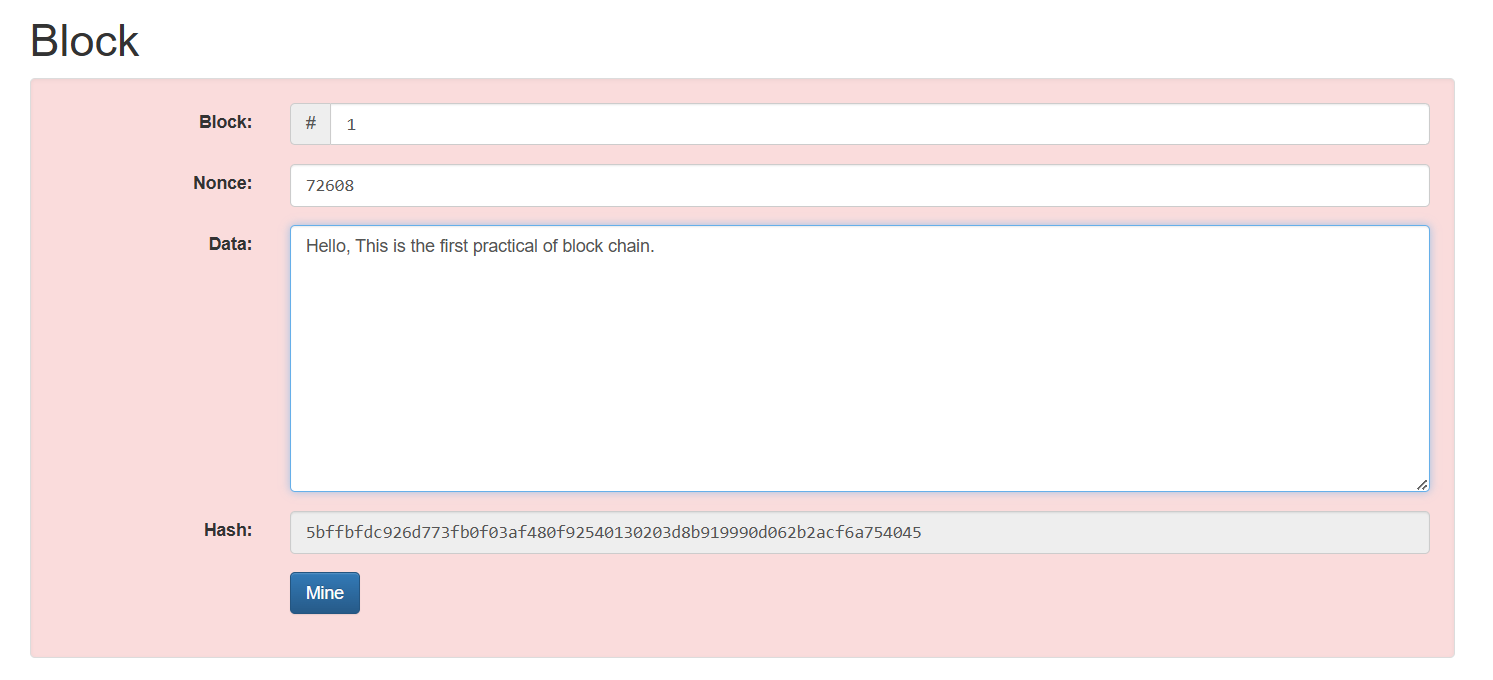 Block
Block: # 1
Nonce: 72608
Data: Hello, This is the first practical of block chain.
Hash: 5bffbfdc926d773fb0f03af480f92540130203d8b919990d062b2acf6a754045
Mine